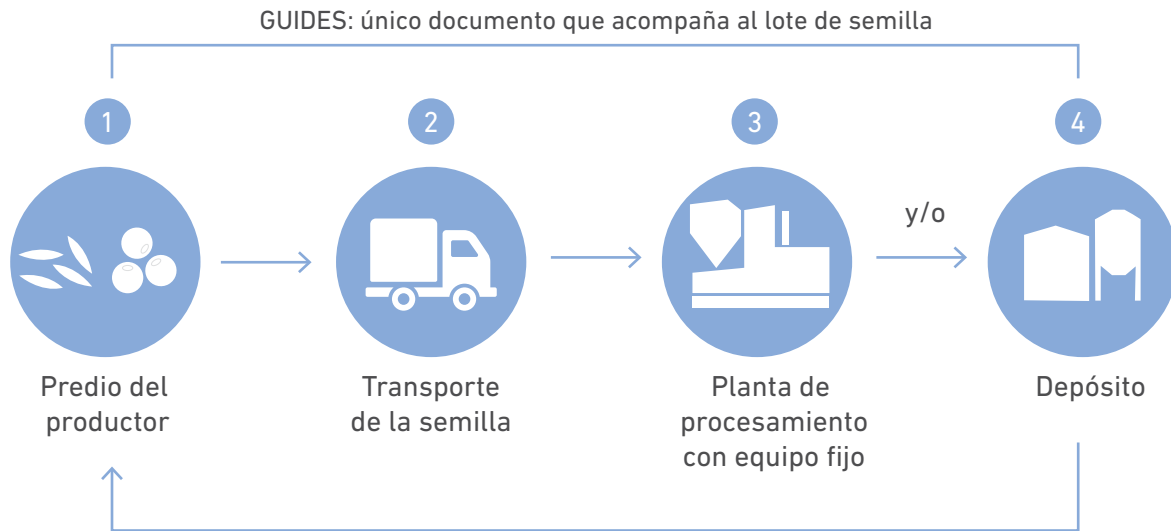 GUIDES: único documento que acompaña al lote de semilla
1
2
3
4
y/o
Predio del
productor
Transporte
de la semilla
Planta de
procesamiento
con equipo fijo
Depósito